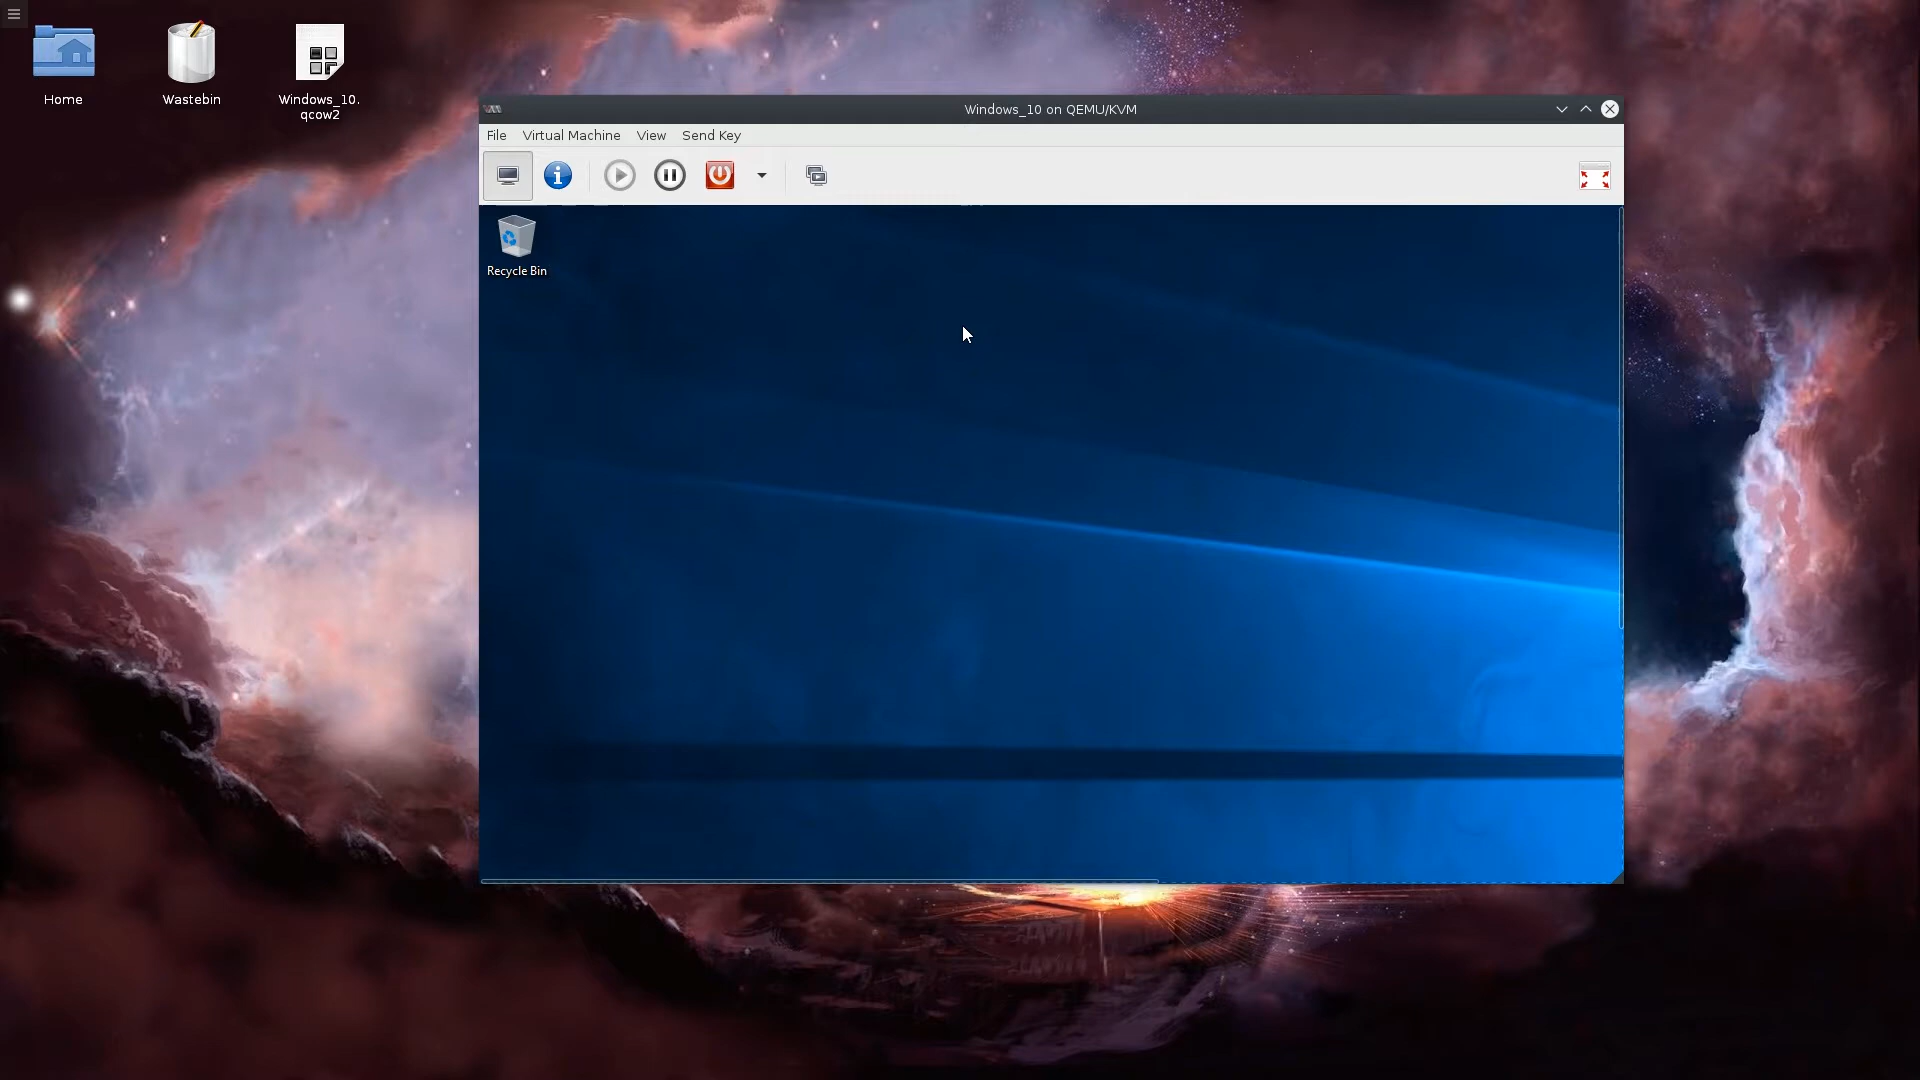 Home
Wastebin
Windows_10.
qcow2
Windows_10 on QEMU/KVM
File
Virtual Machine
View
Send Key
Recycle Bin